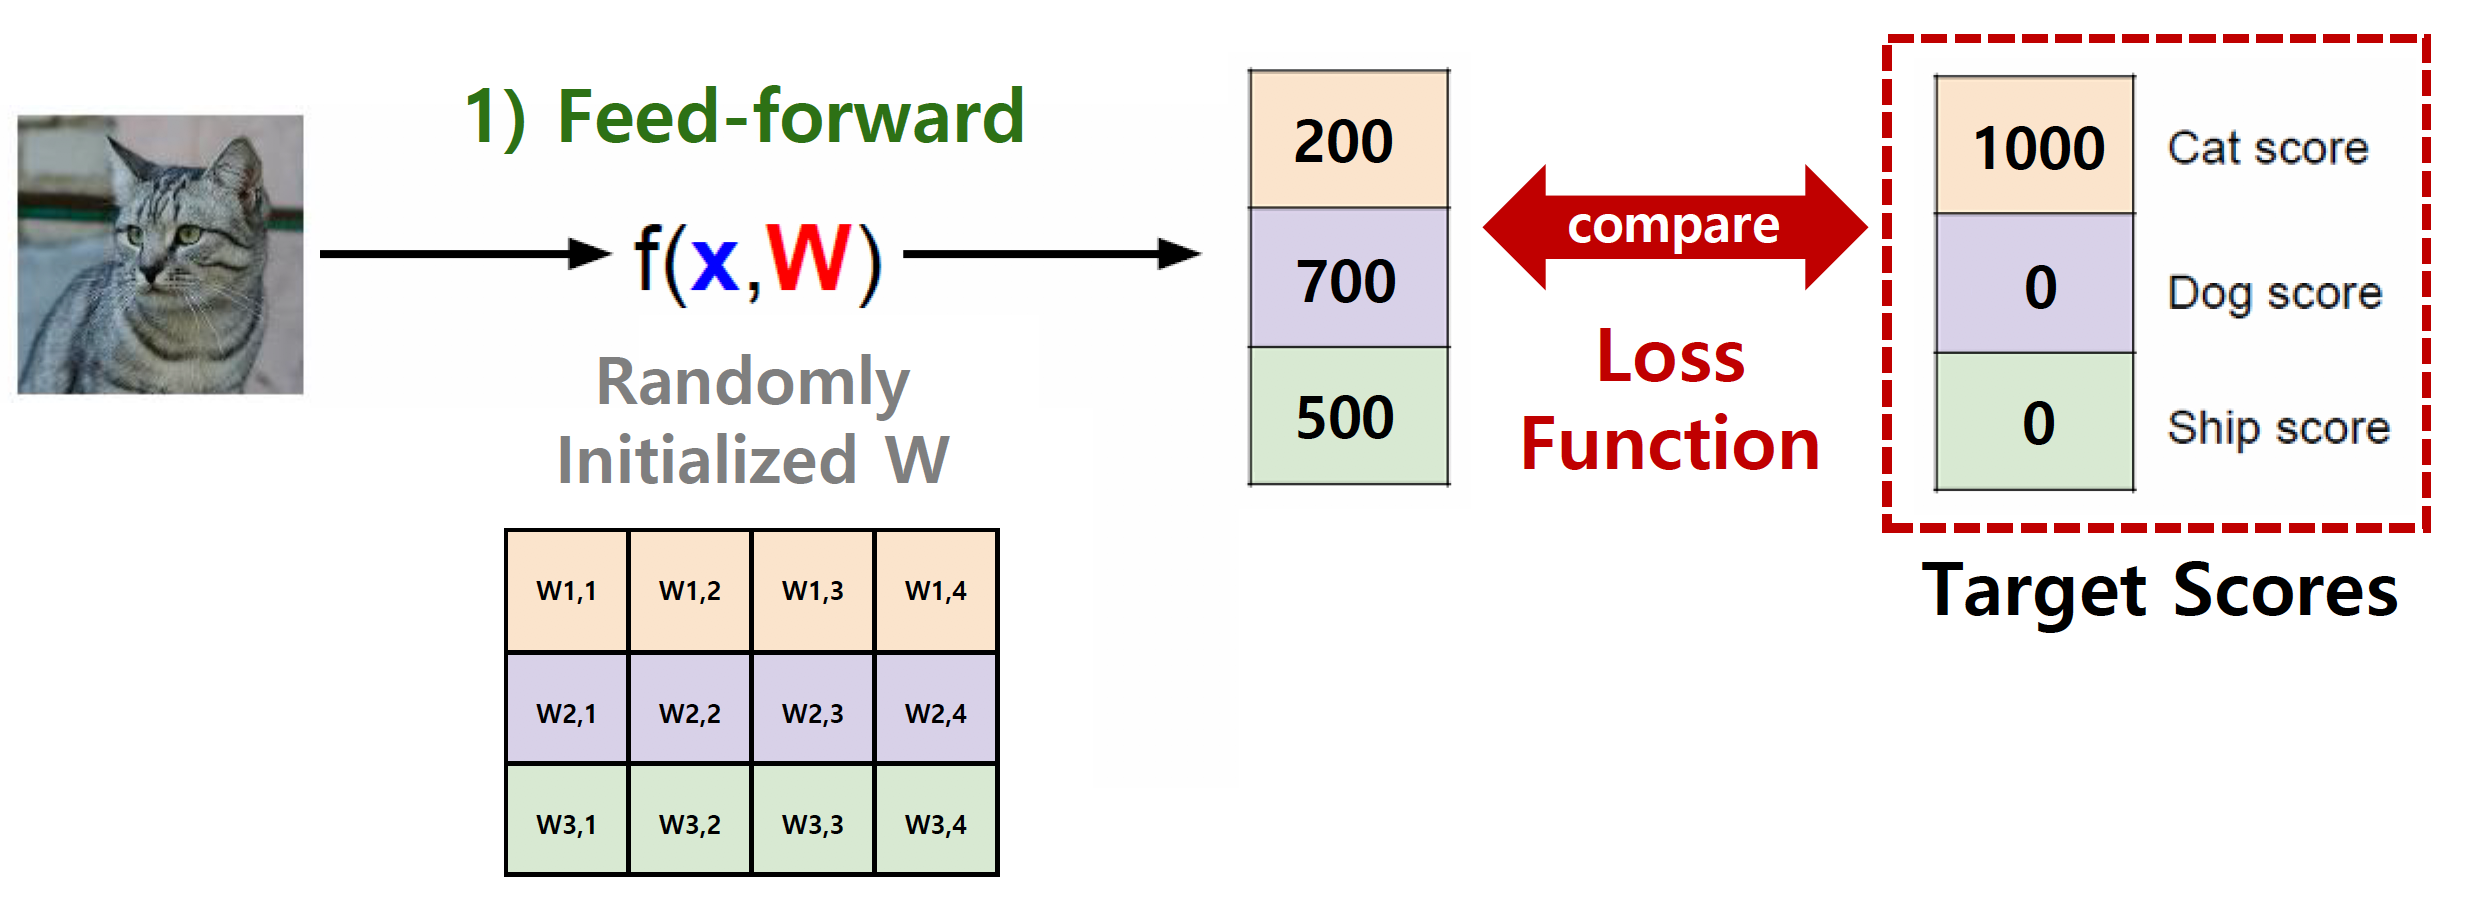 1) Feed-forward
f(x,W)
Randomly
Initialized W
W1,1 W1,2 W1,3 W1,4
W2,1 W2,2 W2,3 W2,4
W3,1 W3,2 W3,3 W3,4
200
700
500
compare
Loss
Function
1000 Cat score
0 Dog score
0 Ship score
Target Scores